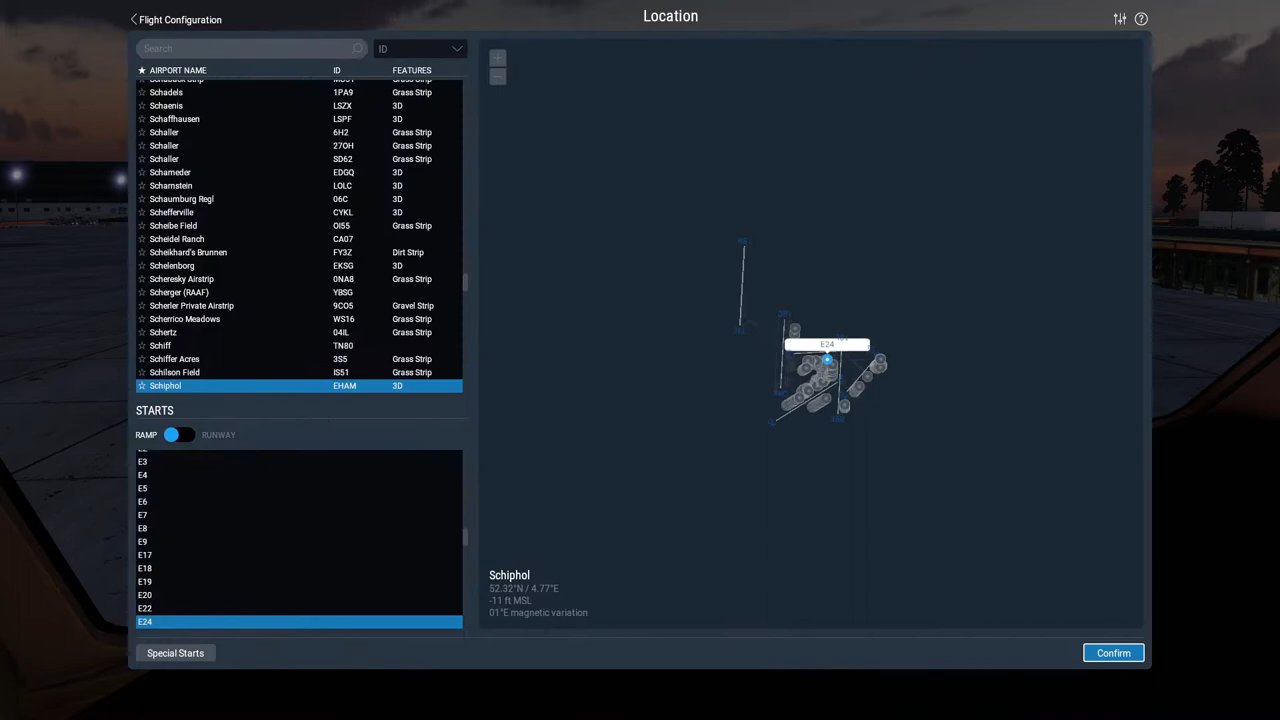 Flight Configuration
Location
Search
ID
AIRPORT NAME ID FEATURES
Schadels 1PA9 Grass Strip
Schaenis LSZX 3D
Schaffhausen LSPF 3D
Schaller 6H2 Grass Strip
Schaller 27OH Grass Strip
Schaller SD62 Grass Strip
Schameder EDGQ 3D
Scharnstein LOLC 3D
Schaumburg Regl 06C 3D
Schefferville CYKL 3D
Scheibe Field OI55 Grass Strip
Scheidel Ranch CA07
Scheikhard's Brunnen FY3Z Dirt Strip
Schelenborg EKSG 3D
Scheresky Airstrip 0NA8 Grass Strip
Scherger (RAAF) YBSG
Scherler Private Airstrip 9CO5 Gravel Strip
Scherrico Meadows WS16 Grass Strip
Schertz 04IL Grass Strip
Schiff TN80
Schiffer Acres 3S5 Grass Strip
Schilson Field IS51 Grass Strip
Schiphol EHAM 3D
STARTS
RAMP RUNWAY
E3
E4
E5
E6
E7
E8
E9
E17
E18
E19
E20
E22
E24
Special Starts
E24
Schiphol
52.32°N / 4.77°E
-11 ft MSL
01°E magnetic variation
Confirm